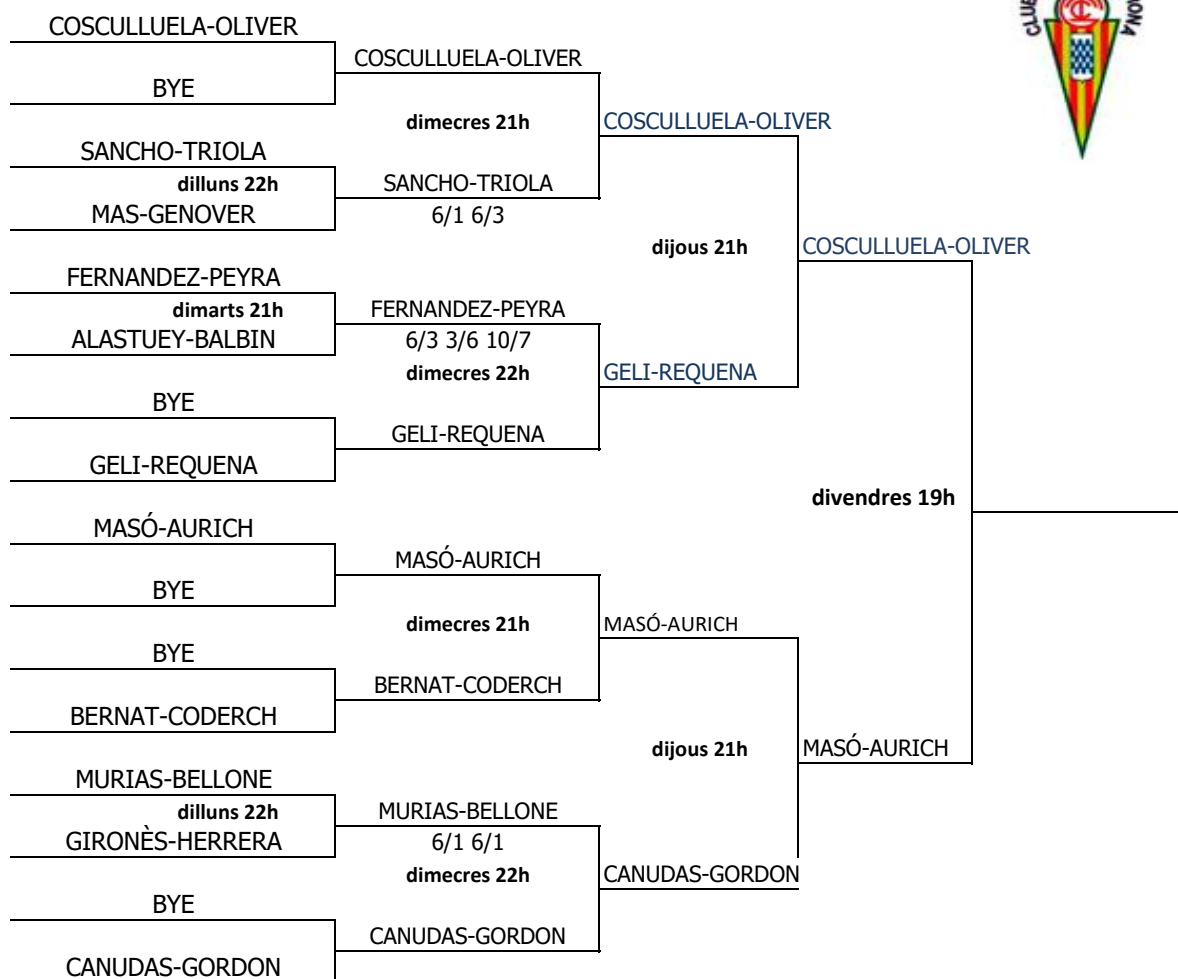 COSCULLUELA-OLIVER
COSCULLUELA-OLIVER
BYE
dimecres 21h
COSCULLUELA-OLIVER
SANCHO-TRIOLA
dilluns 22h
SANCHO-TRIOLA
MAS-GENOVER
6/1 6/3
dijous 21h
COSCULLUELA-OLIVER
FERNANDEZ-PEYRA
dimarts 21h
FERNANDEZ-PEYRA
ALASTUEY-BALBIN
6/3 3/6 10/7
dimecres 22h
GELI-REQUENA
BYE
GELI-REQUENA
GELI-REQUENA
divendres 19h
MASÓ-AURICH
MASÓ-AURICH
BYE
dimecres 21h
MASÓ-AURICH
BYE
BERNAT-CODERCH
BERNAT-CODERCH
dijous 21h
MASÓ-AURICH
MURIAS-BELLONE
dilluns 22h
MURIAS-BELLONE
GIRONÈS-HERRERA
6/1 6/1
dimecres 22h
CANUDAS-GORDON
BYE
CANUDAS-GORDON
CANUDAS-GORDON